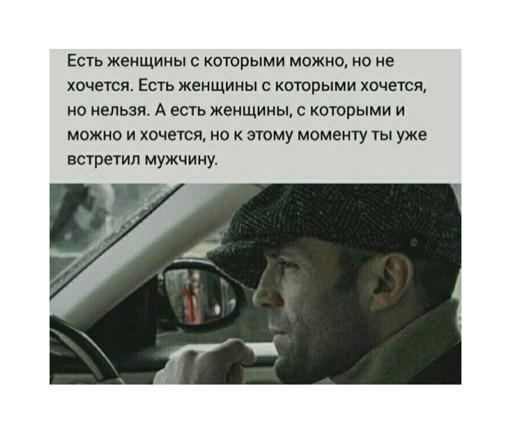 Есть женщины с которыми можно, но не
хочется. Есть женщины с которыми хочется,
но нельзя. А есть женщины, с которыми и
можно и хочется, но к этому моменту ты уже
встретил мужчину.